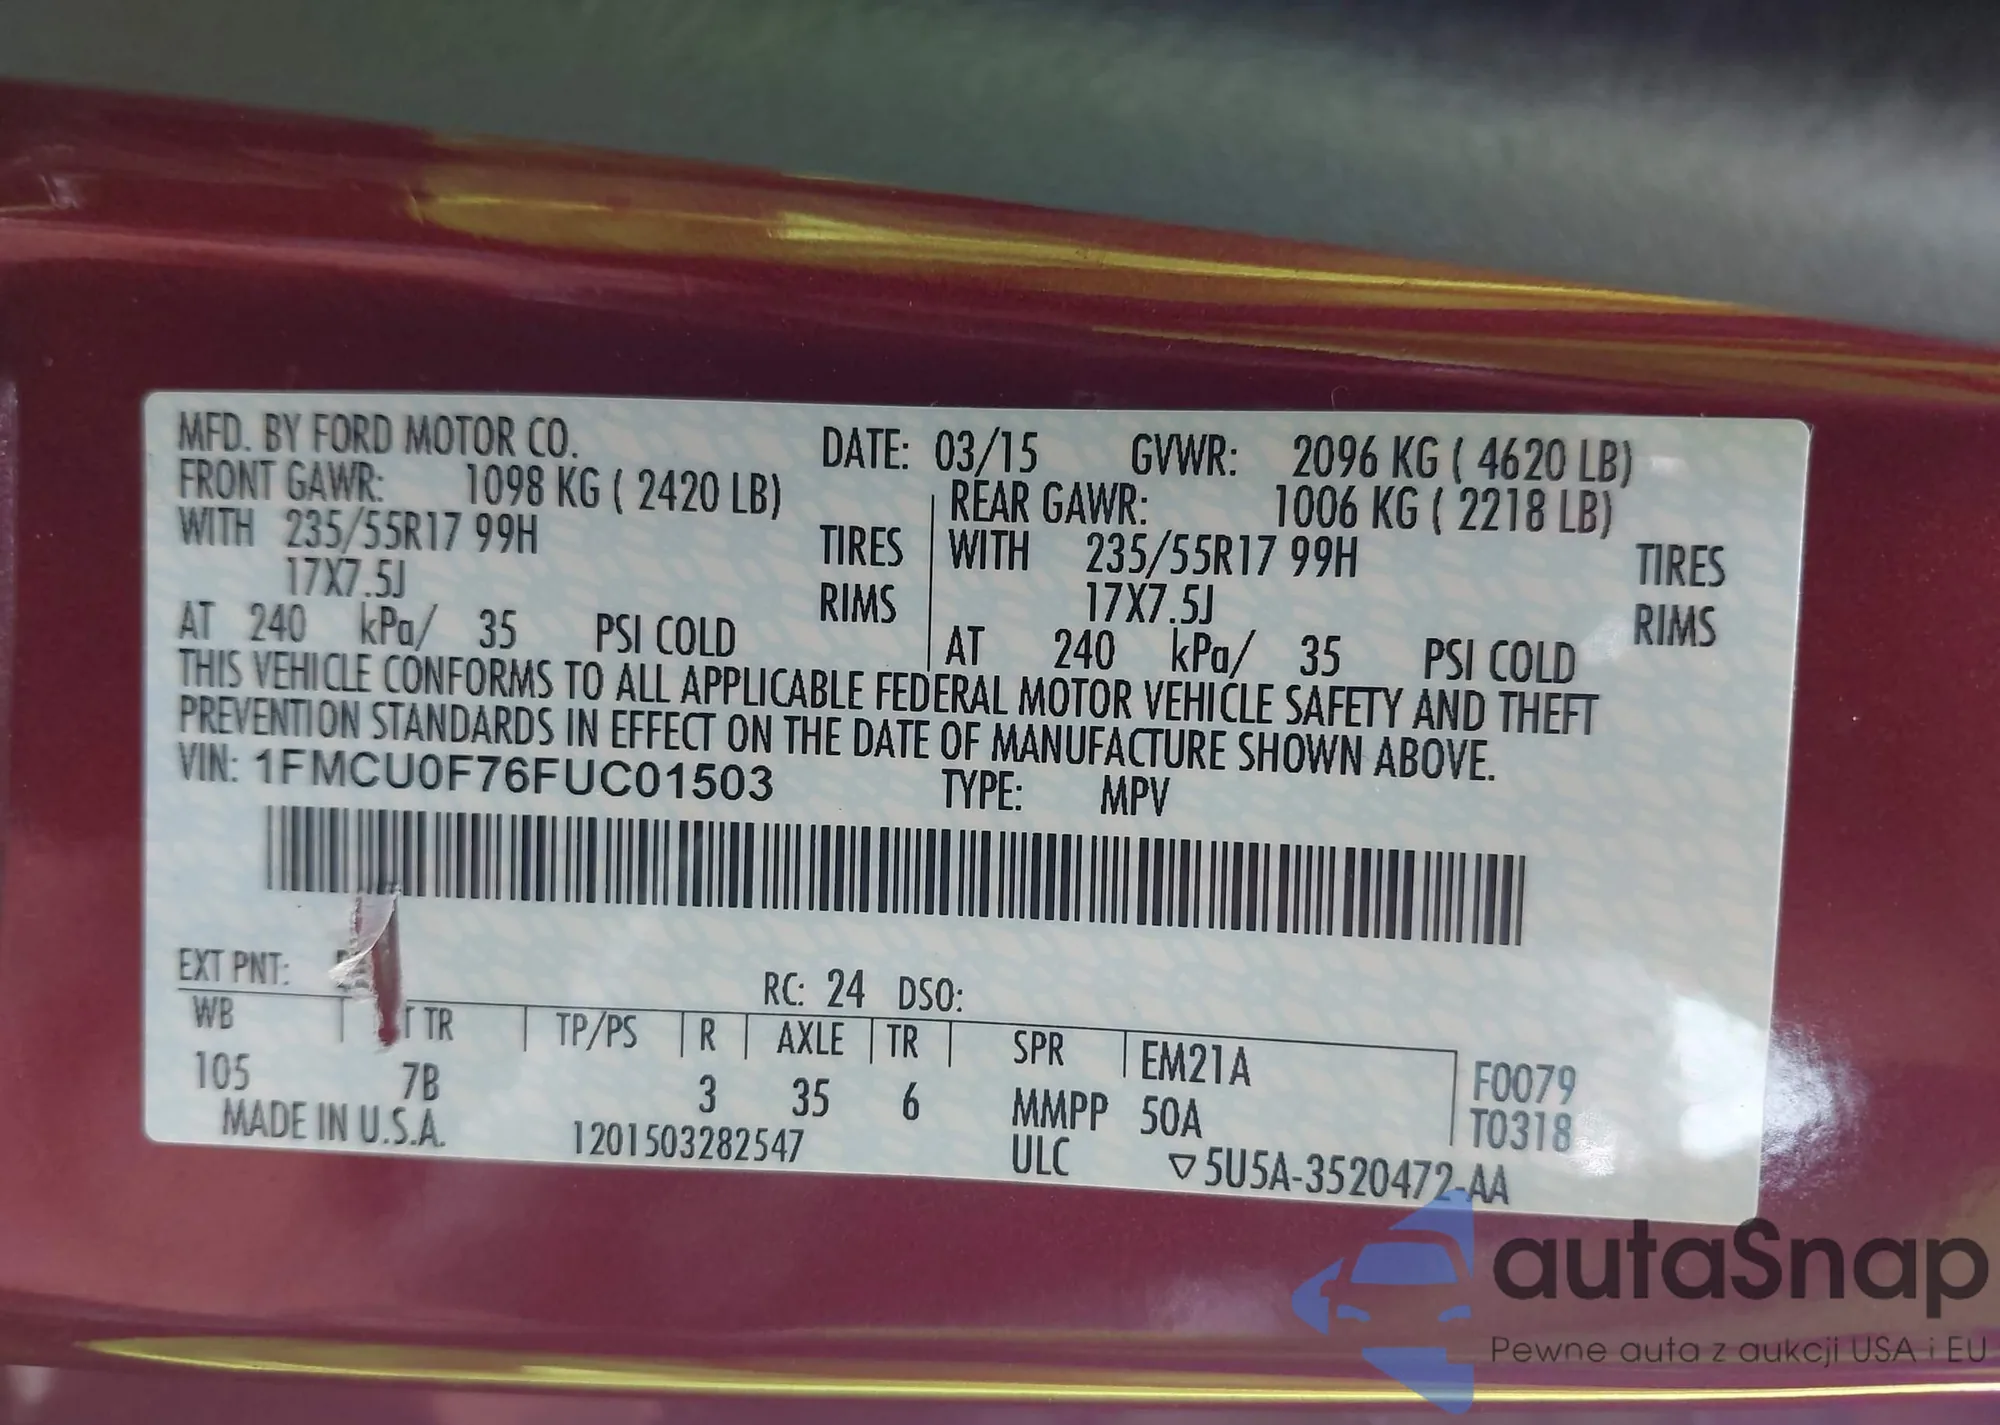 MFD. BY FORD MOTOR CO. DATE: 03/15 GVWR: 2096 KG ( 4620 LB)
FRONT GAWR: 1098 KG ( 2420 LB) REAR GAWR: 1006 KG ( 2218 LB)
WITH 235/55R17 99H TIRES WITH 235/55R17 99H TIRES
17X7.5J RIMS 17X7.5J RIMS
AT 240 kPa/ 35 PSI COLD AT 240 kPa/ 35 PSI COLD
THIS VEHICLE CONFORMS TO ALL APPLICABLE FEDERAL MOTOR VEHICLE SAFETY AND THEFT
PREVENTION STANDARDS IN EFFECT ON THE DATE OF MANUFACTURE SHOWN ABOVE.
VIN: 1FMCU0F76FUC01503 TYPE: MPV
EXT PNT: RC: 24 DSO:
WB TR TP/PS R AXLE TR SPR EM21A F0079
105 7B 3 35 6 MMPP 50A T0318
MADE IN U.S.A. 1201503282547 ULC ▽5U5A-3520472-AA
autaSnap
Pewne auta z aukcji USA i EU